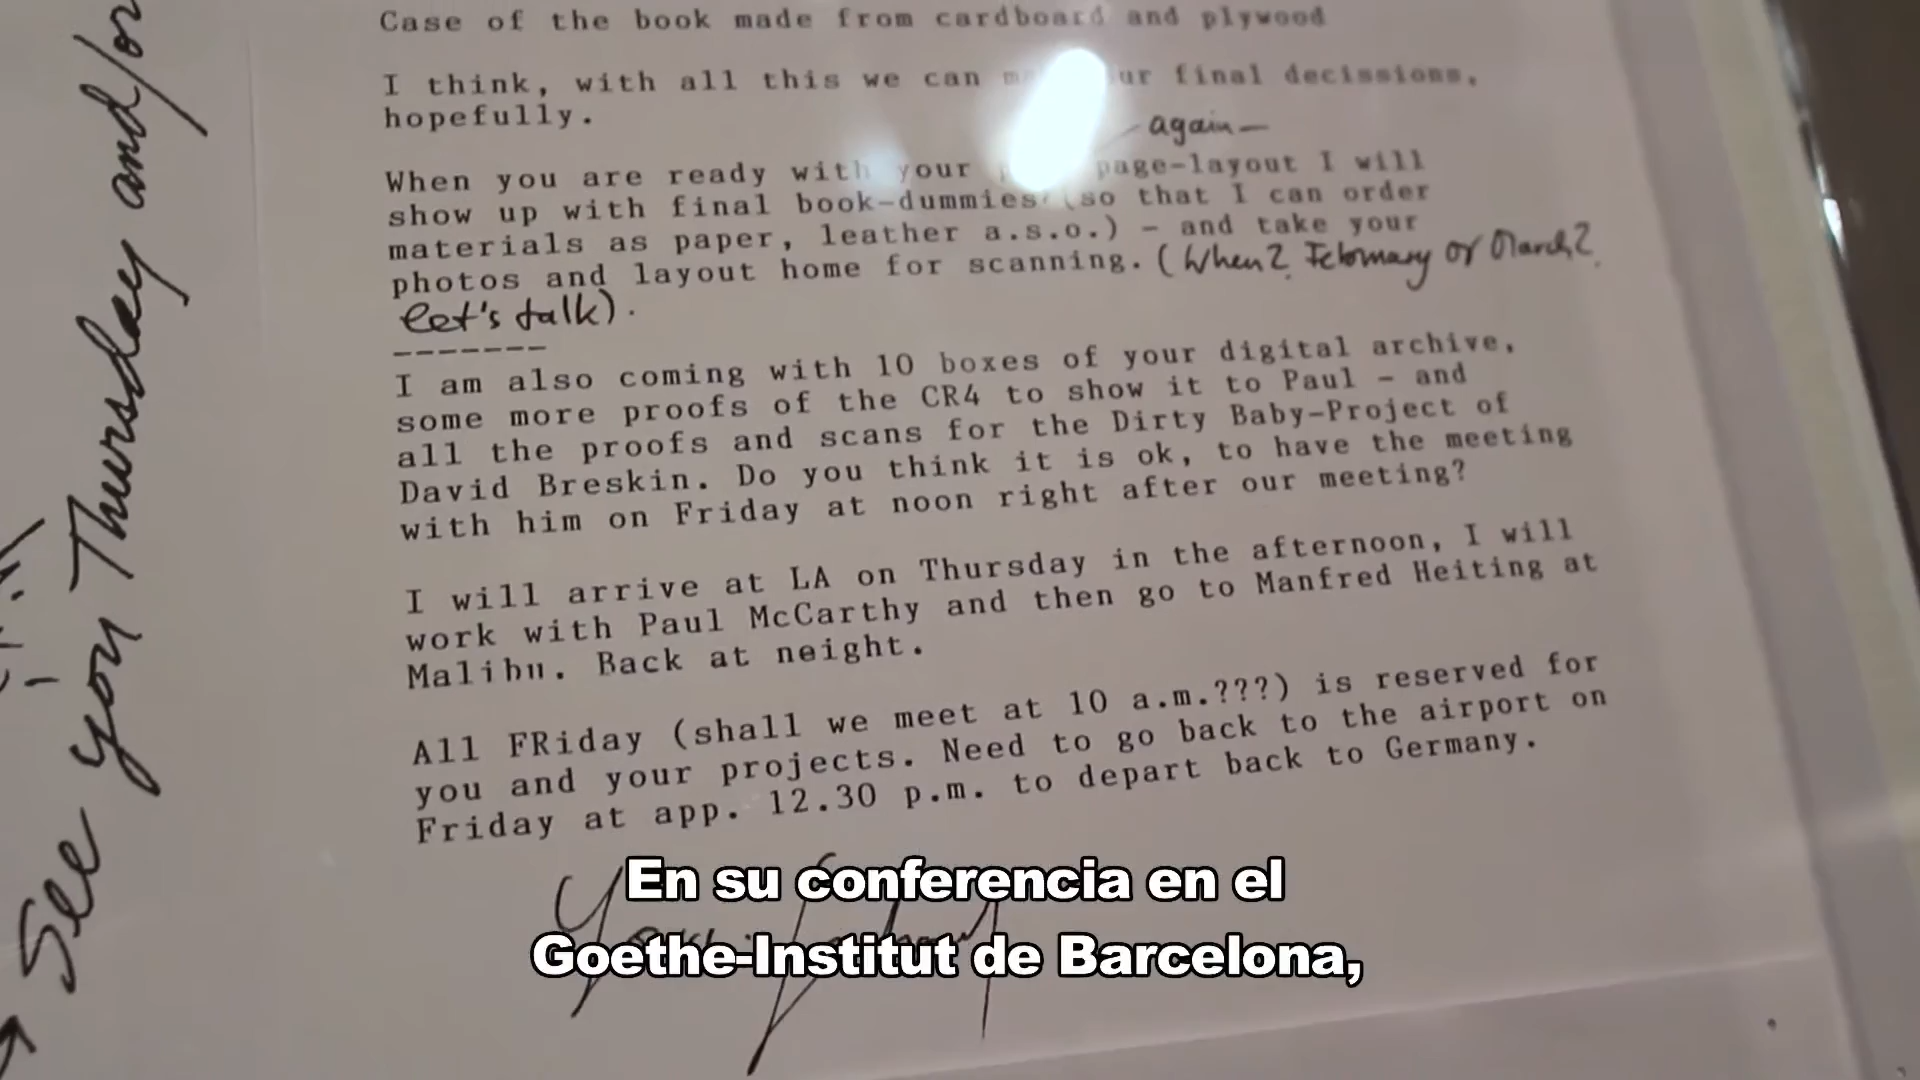 Case of the book made from cardboard and plywood
I think, with all this we can final decissions,
hopefully.
- again -
When you are ready with your page-layout I will
show up with final book-dummies (so that I can order
materials as paper, leather a.s.o.) - and take your
photos and layout home for scanning. (When? February or March?
let's talk).
-------
I am also coming with 10 boxes of your digital archive,
some more proofs of the CR4 to show it to Paul - and
all the proofs and scans for the Dirty Baby-Project of
David Breskin. Do you think it is ok, to have the meeting
with him on Friday at noon right after our meeting?
I will arrive at LA on Thursday in the afternoon, I will
work with Paul McCarthy and then go to Manfred Heiting at
Malibu. Back at neight.
All FRiday (shall we meet at 10 a.m.???) is reserved for
you and your projects. Need to go back to the airport on
Friday at app. 12.30 p.m. to depart back to Germany.
See you Thursday and/or
En su conferencia en el
Goethe-Institut de Barcelona,